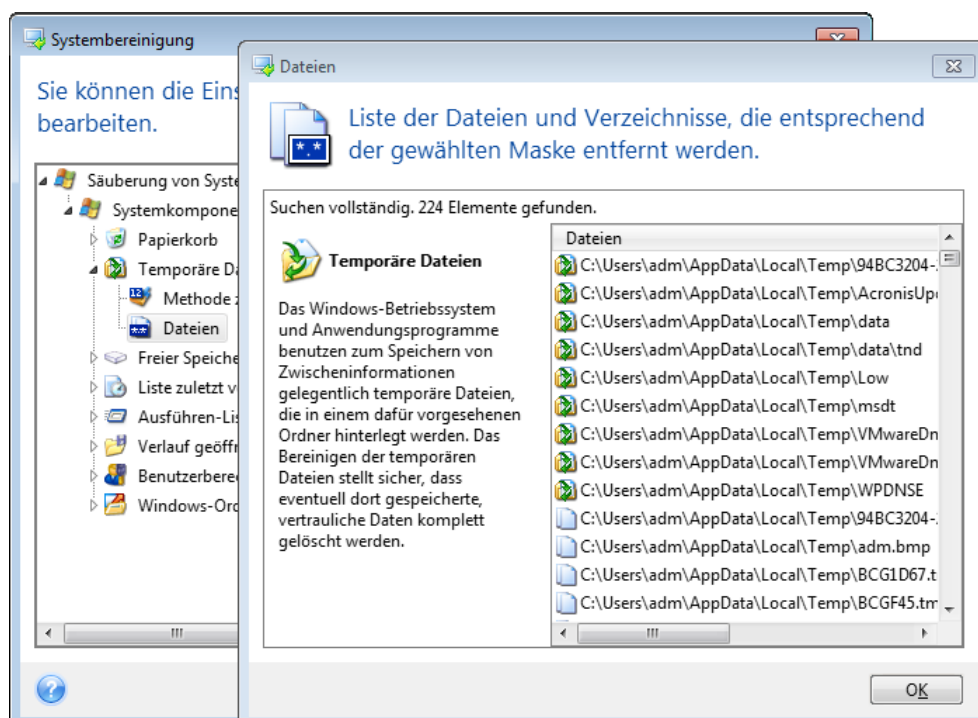 Systembereinigung
Sie können die Eins
bearbeiten.
Säuberung von Syste
Systemkompone
Papierkorb
Temporäre Da
Methode z
Dateien
Freier Speiche
Liste zuletzt v
Ausführen-Lis
Verlauf geöffn
Benutzerbere
Windows-Ord
Dateien
Liste der Dateien und Verzeichnisse, die entsprechend
der gewählten Maske entfernt werden.
Suchen vollständig. 224 Elemente gefunden.
Temporäre Dateien
Das Windows-Betriebssystem
und Anwendungsprogramme
benutzen zum Speichern von
Zwischeninformationen
gelegentlich temporäre Dateien,
die in einem dafür vorgesehenen
Ordner hinterlegt werden. Das
Bereinigen der temporären
Dateien stellt sicher, dass
eventuell dort gespeicherte,
vertrauliche Daten komplett
gelöscht werden.
Dateien
C:\Users\adm\AppData\Local\Temp\94BC3204-
C:\Users\adm\AppData\Local\Temp\AcronisUp
C:\Users\adm\AppData\Local\Temp\data
C:\Users\adm\AppData\Local\Temp\data\tnd
C:\Users\adm\AppData\Local\Temp\Low
C:\Users\adm\AppData\Local\Temp\msdt
C:\Users\adm\AppData\Local\Temp\VMwareDn
C:\Users\adm\AppData\Local\Temp\VMwareDn
C:\Users\adm\AppData\Local\Temp\WPDNSE
C:\Users\adm\AppData\Local\Temp\94BC3204-
C:\Users\adm\AppData\Local\Temp\adm.bmp
C:\Users\adm\AppData\Local\Temp\BCG1D67.t
C:\Users\adm\AppData\Local\Temp\BCGF45.tm
OK